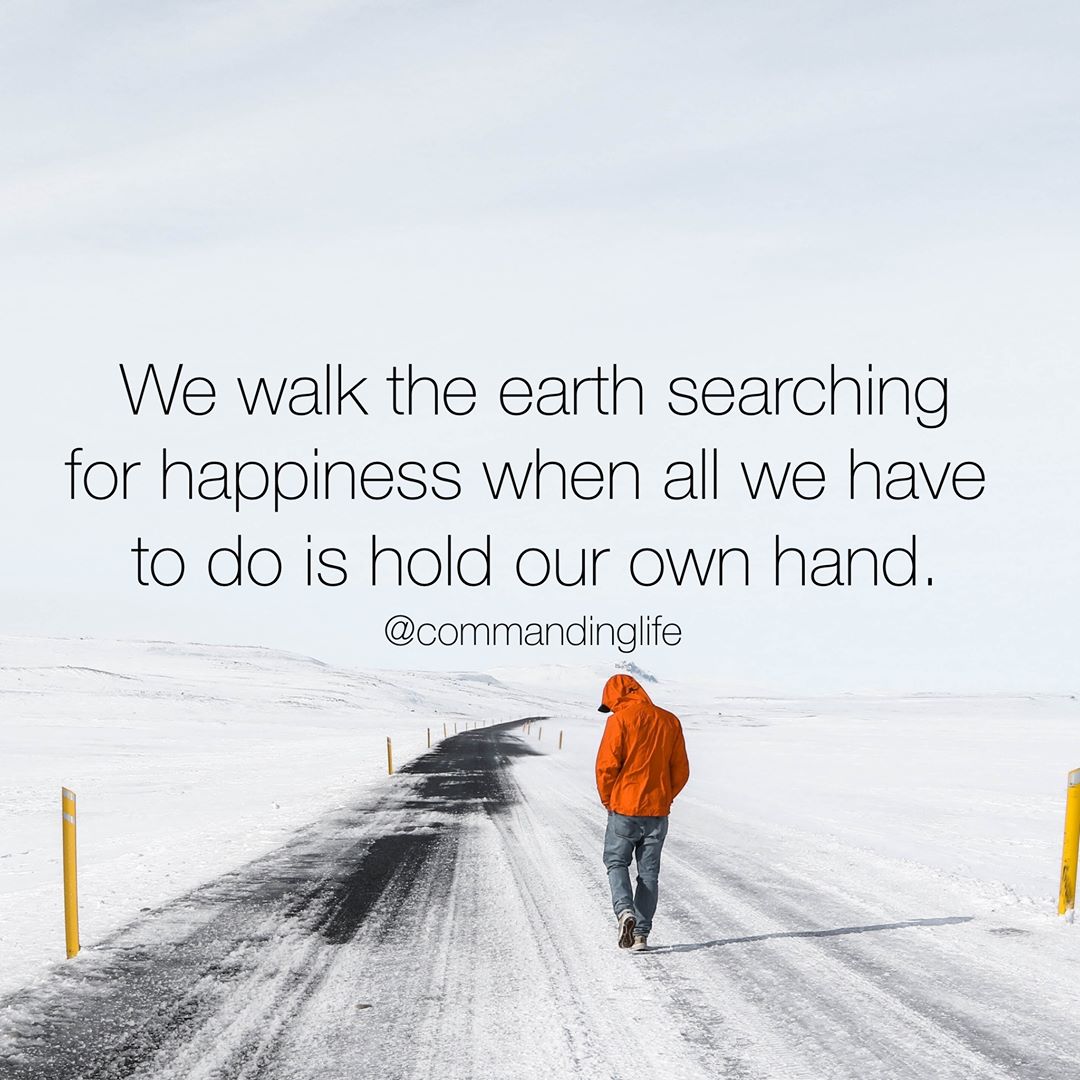 We walk the earth searching
for happiness when all we have
to do is hold our own hand.
@commandinglife